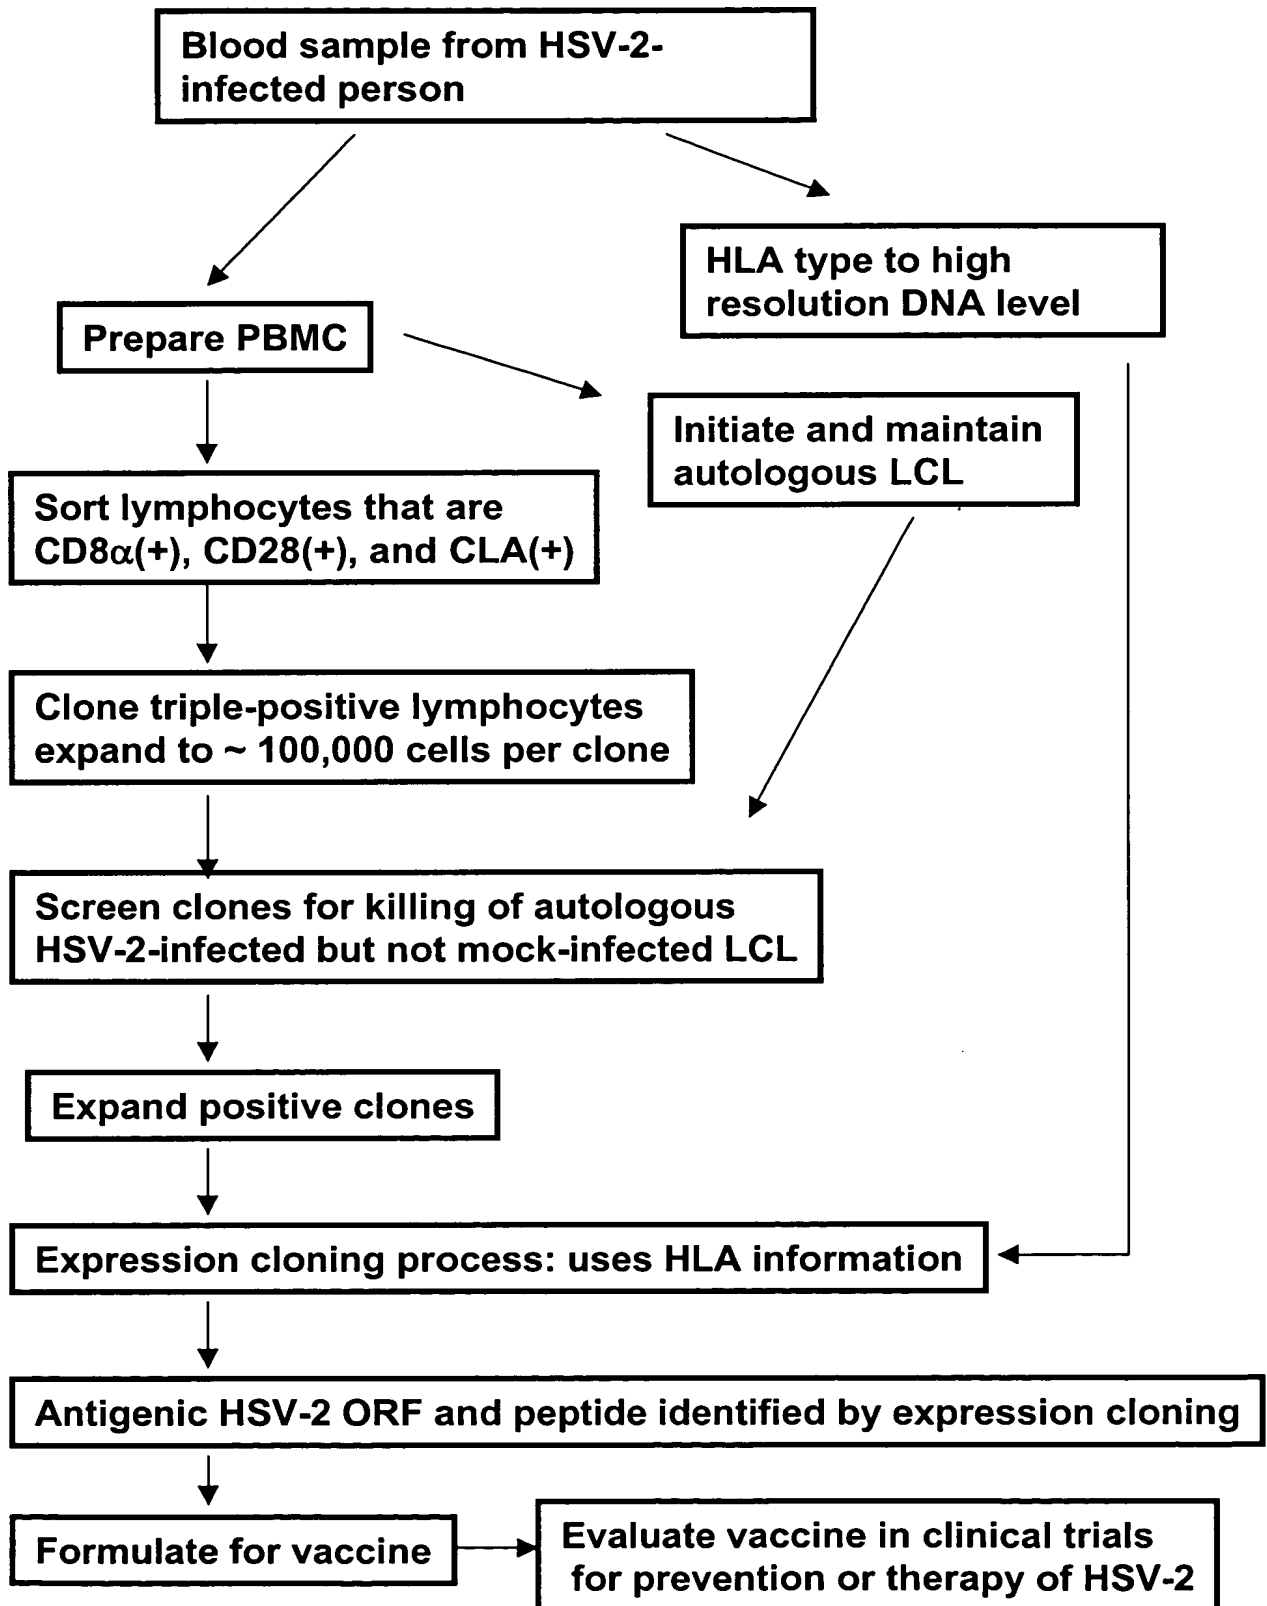 Blood sample from HSV-2-
infected person
HLA type to high
resolution DNA level
Prepare PBMC
Initiate and maintain
autologous LCL
Sort lymphocytes that are
CD8α(+), CD28(+), and CLA(+)
Clone triple-positive lymphocytes
expand to ~ 100,000 cells per clone
Screen clones for killing of autologous
HSV-2-infected but not mock-infected LCL
Expand positive clones
Expression cloning process: uses HLA information
Antigenic HSV-2 ORF and peptide identified by expression cloning
Formulate for vaccine
Evaluate vaccine in clinical trials
for prevention or therapy of HSV-2